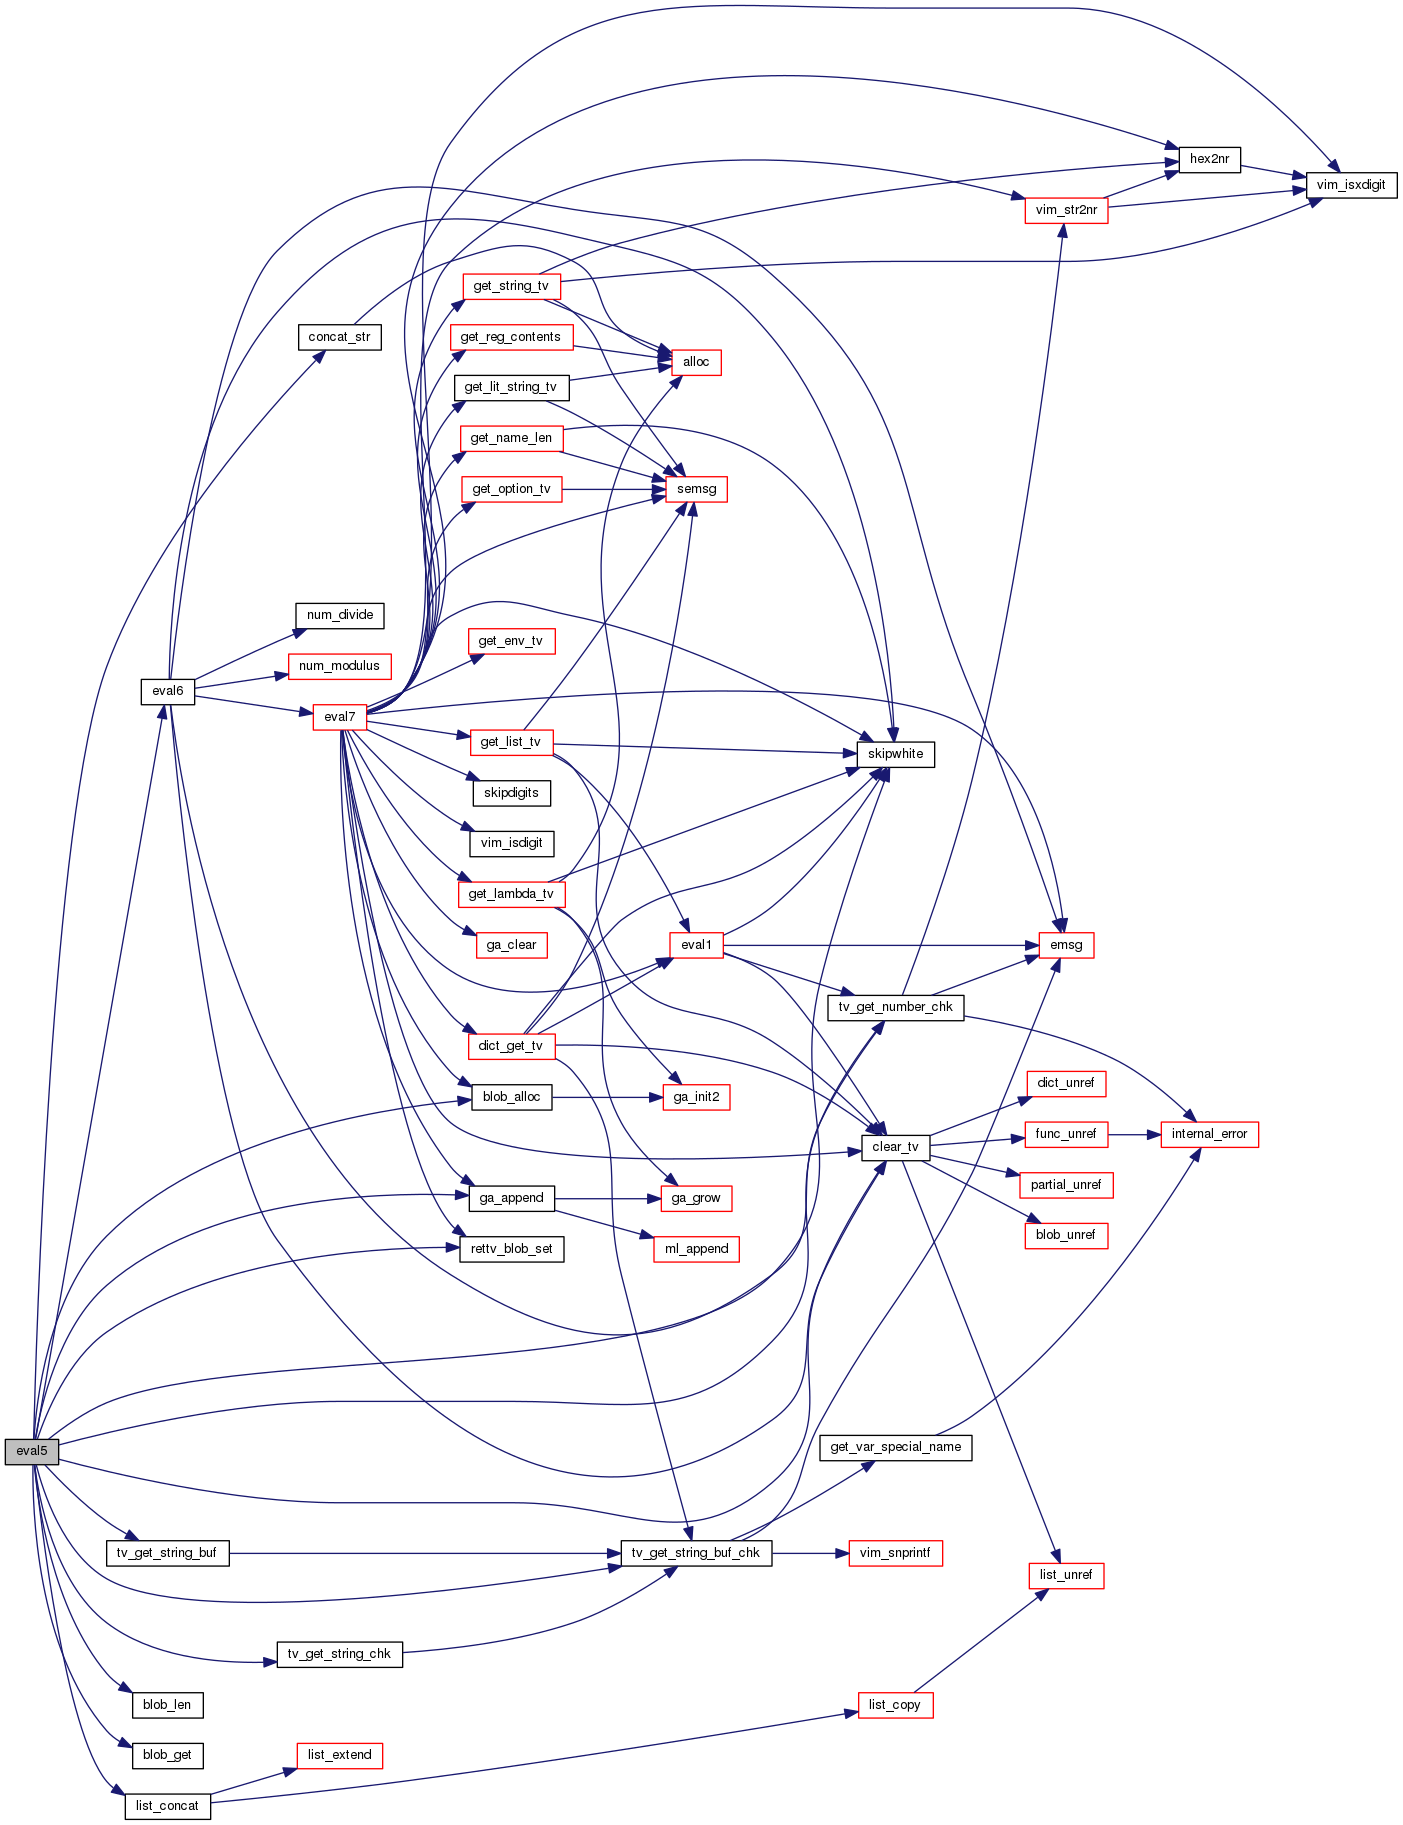 hex2nr
vim_isxdigit
vim_str2nr
get_string_tv
concat_str
get_reg_contents
alloc
get_lit_string_tv
get_name_len
get_option_tv
semsg
num_divide
get_env_tv
num_modulus
eval6
eval7
get_list_tv
skipwhite
skipdigits
vim_isdigit
get_lambda_tv
ga_clear
eval1
emsg
tv_get_number_chk
dict_get_tv
dict_unref
blob_alloc
ga_init2
func_unref
internal_error
clear_tv
partial_unref
ga_append
ga_grow
blob_unref
rettv_blob_set
ml_append
eval5
get_var_special_name
tv_get_string_buf
tv_get_string_buf_chk
vim_snprintf
list_unref
tv_get_string_chk
blob_len
list_copy
blob_get
list_extend
list_concat